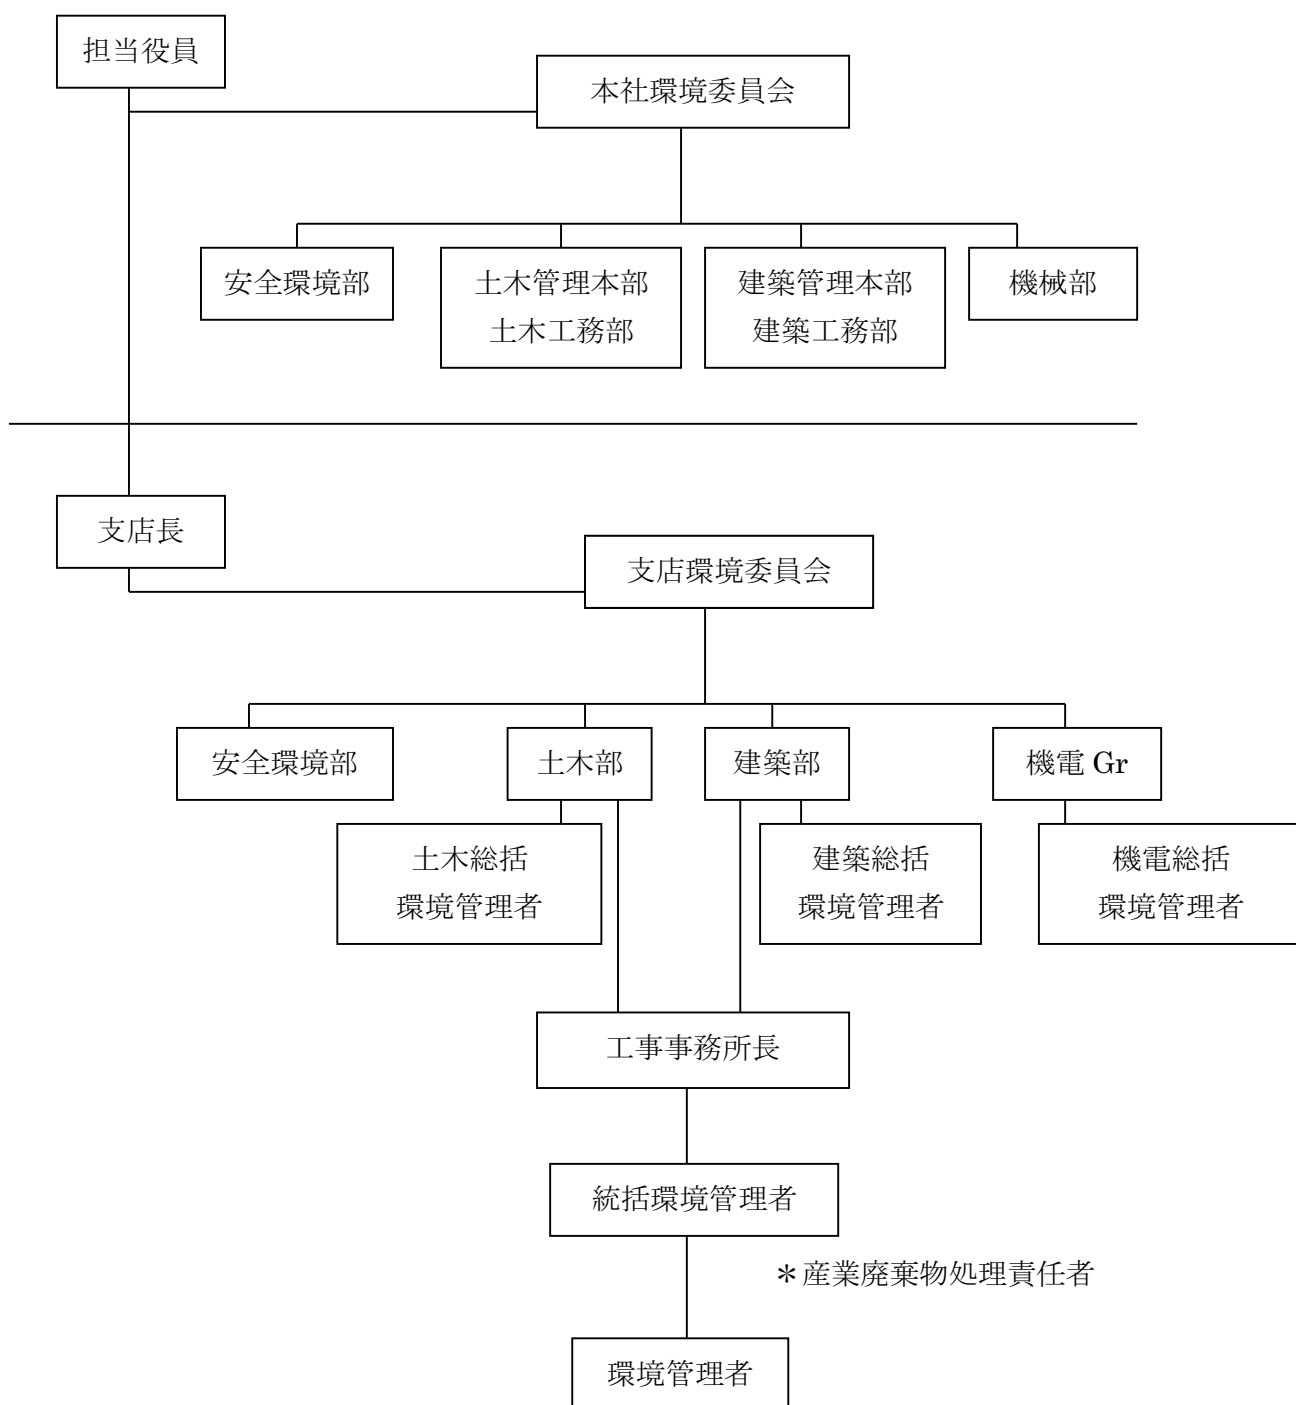 担当役員
本社環境委員会
安全環境部
土木管理本部
土木工務部
建築管理本部
建築工務部
機械部
支店長
支店環境委員会
安全環境部
土木部
建築部
機電 Gr
土木総括
環境管理者
建築総括
環境管理者
機電総括
環境管理者
工事事務所長
統括環境管理者
＊産業廃棄物処理責任者
環境管理者